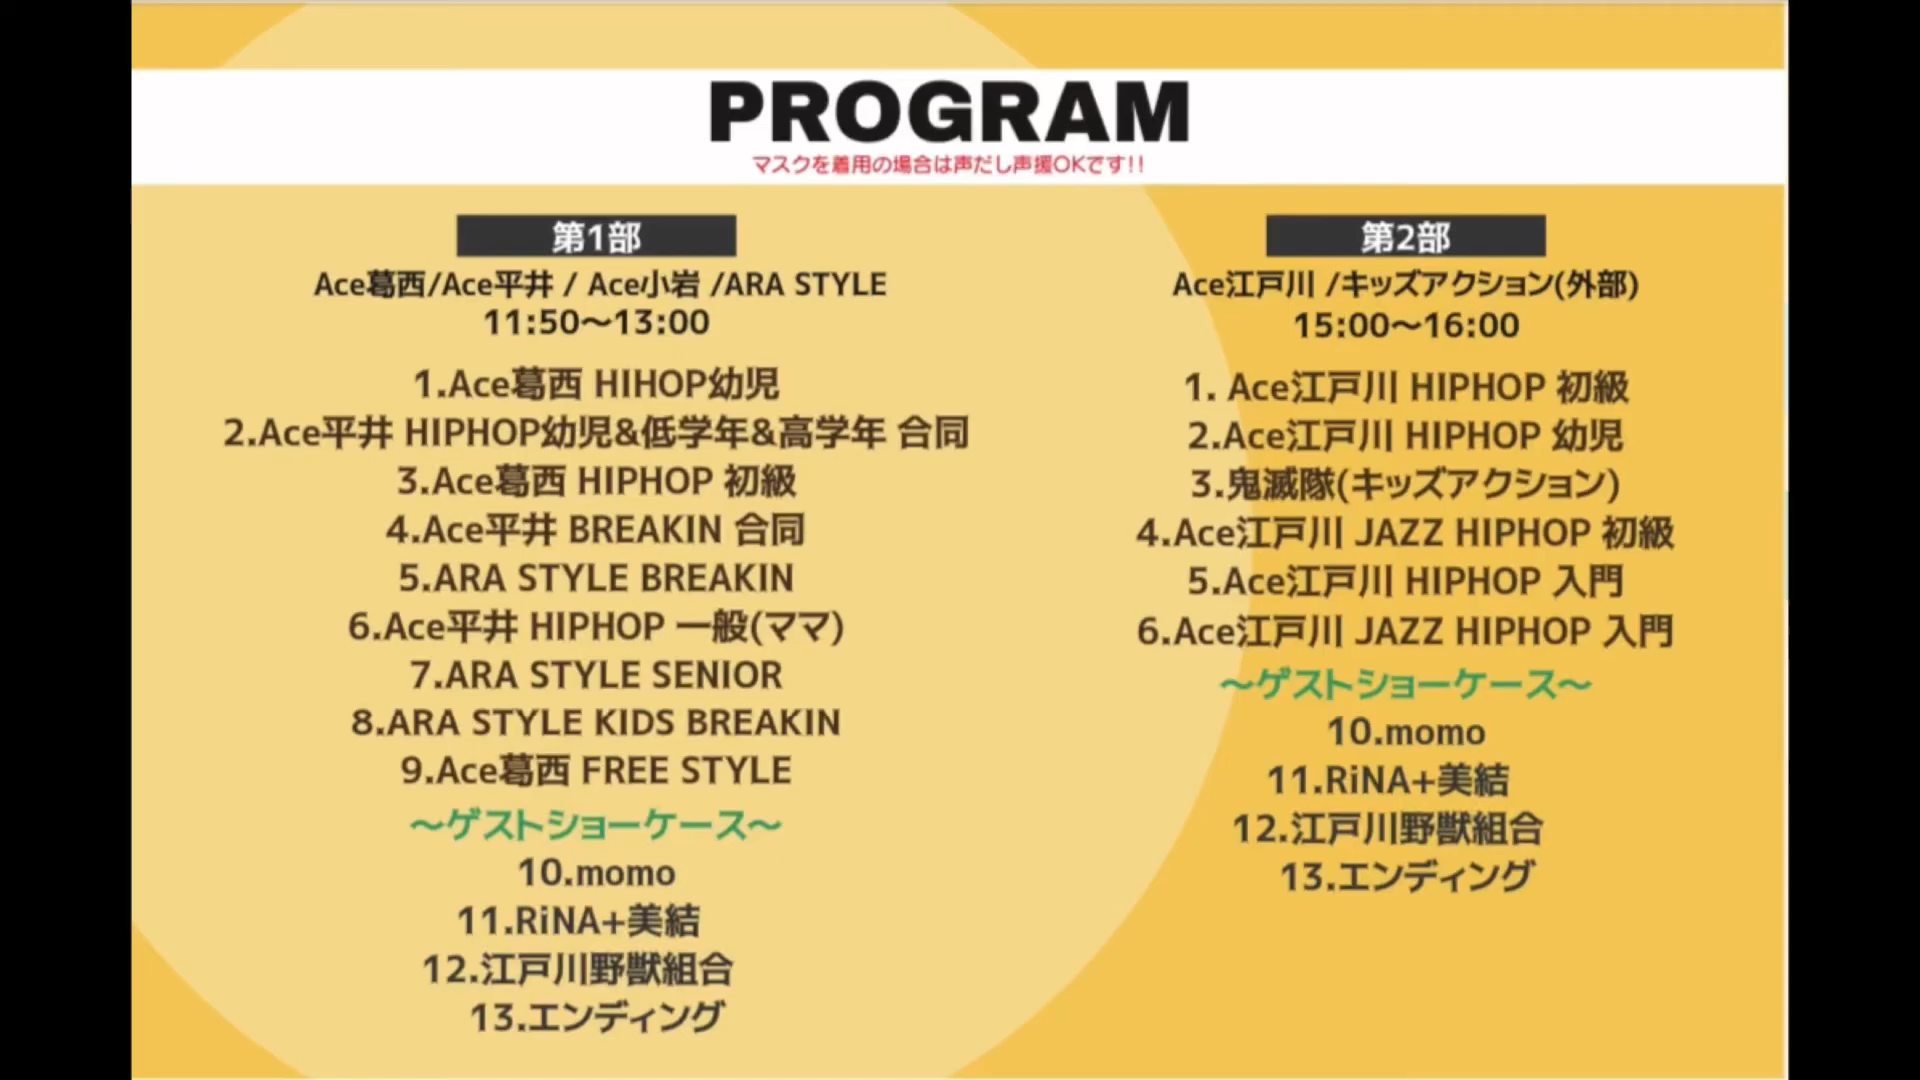 PROGRAM
マスクを着用の場合は声だし声援OKです!!
第1部
Ace葛西/Ace平井 / Ace小岩 /ARA STYLE
11:50〜13:00
1.Ace葛西 HIHOP幼児
2.Ace平井 HIPHOP幼児&低学年&高学年 合同
3.Ace葛西 HIPHOP 初級
4.Ace平井 BREAKIN 合同
5.ARA STYLE BREAKIN
6.Ace平井 HIPHOP 一般(ママ)
7.ARA STYLE SENIOR
8.ARA STYLE KIDS BREAKIN
9.Ace葛西 FREE STYLE
〜ゲストショーケース〜
10.momo
11.RiNA+美結
12.江戸川野獣組合
13.エンディング
第2部
Ace江戸川 /キッズアクション(外部)
15:00〜16:00
1. Ace江戸川 HIPHOP 初級
2.Ace江戸川 HIPHOP 幼児
3.鬼滅隊(キッズアクション)
4.Ace江戸川 JAZZ HIPHOP 初級
5.Ace江戸川 HIPHOP 入門
6.Ace江戸川 JAZZ HIPHOP 入門
〜ゲストショーケース〜
10.momo
11.RiNA+美結
12.江戸川野獣組合
13.エンディング